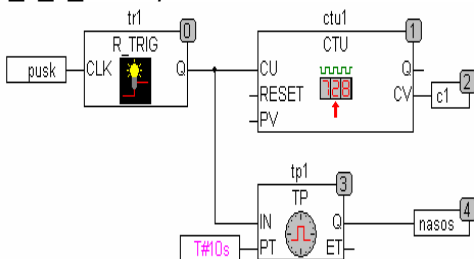 tr1
0
R_TRIG
pusk
CLK
Q
ctu1
1
CTU
CU
Q
RESET
CV
c1
2
PV
728
tp1
3
TP
IN
Q
nasos
4
T#10s
PT
ET